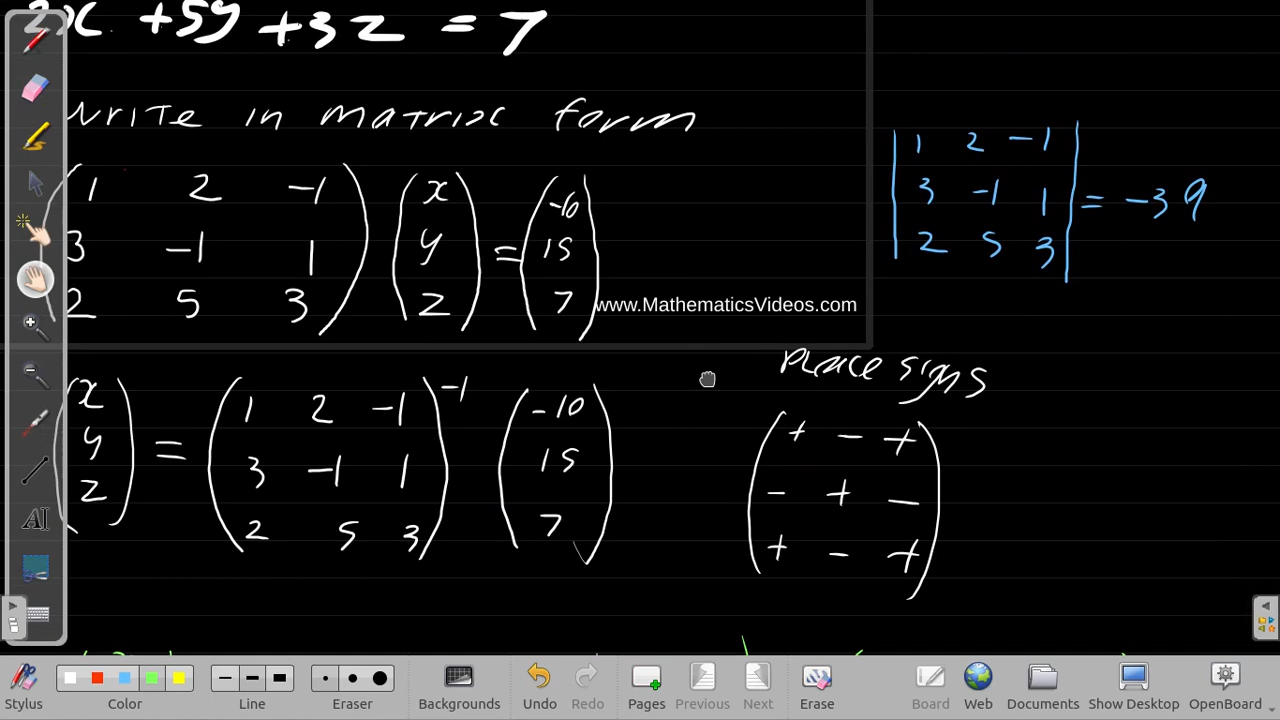 2x +5y +3z = 7
Write in matrix form
1 2 -1 x -10
3 -1 1 y = 15
2 5 3 z 7
www.MathematicsVideos.com
1 2 -1
3 -1 1 = -39
2 5 3
Place signs
x 1 2 -1 -1 -10
y = 3 -1 1 15
z 2 5 3 7
+ - +
- + -
+ - +
Stylus Color Line Eraser Backgrounds Undo Redo Pages Previous Next Erase Board Web Documents Show Desktop OpenBoard